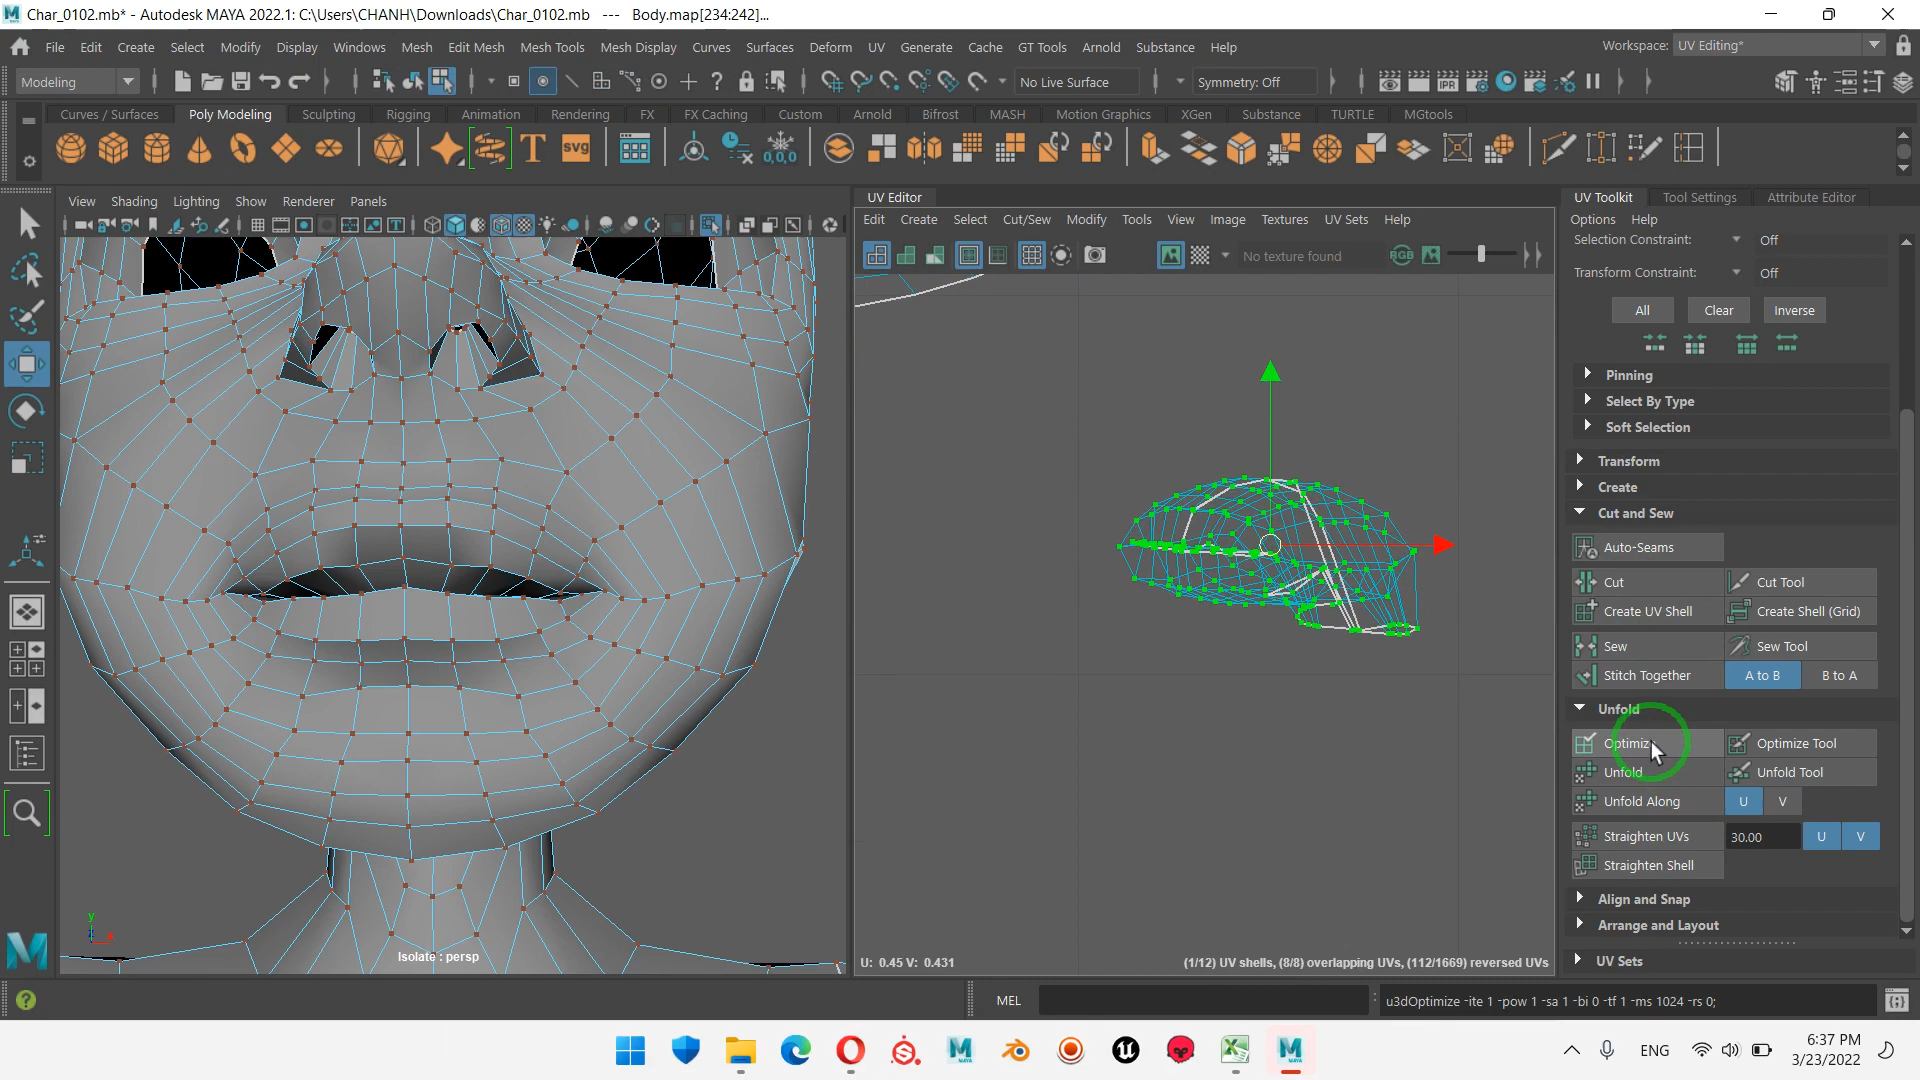 Char_0102.mb* - Autodesk MAYA 2022.1: C:\Users\CHANH\Downloads\Char_0102.mb   ---   Body.map[234:242]...
File Edit Create Select Modify Display Windows Mesh Edit Mesh Mesh Tools Mesh Display Curves Surfaces Deform UV Generate Cache GT Tools Arnold Substance Help
Workspace: UV Editing*
Modeling
No Live Surface
Symmetry: Off
IPR
Curves / Surfaces Poly Modeling Sculpting Rigging Animation Rendering FX FX Caching Custom Arnold Bifrost MASH Motion Graphics XGen Substance TURTLE MGtools
T
svg
0,0,0
View Shading Lighting Show Renderer Panels
Isolate : persp
y
UV Editor
Edit Create Select Cut/Sew Modify Tools View Image Textures UV Sets Help
No texture found
RGB
U: 0.45 V: 0.431
(1/12) UV shells, (8/8) overlapping UVs, (112/1669) reversed UVs
UV Toolkit Tool Settings Attribute Editor
Options Help
Selection Constraint: Off
Transform Constraint: Off
All Clear Inverse
Pinning
Select By Type
Soft Selection
Transform
Create
Cut and Sew
Auto-Seams
Cut Cut Tool
Create UV Shell Create Shell (Grid)
Sew Sew Tool
Stitch Together A to B B to A
Unfold
Optimize Optimize Tool
Unfold Unfold Tool
Unfold Along U V
Straighten UVs 30.00 U V
Straighten Shell
Align and Snap
Arrange and Layout
UV Sets
MEL
u3dOptimize -ite 1 -pow 1 -sa 1 -bi 0 -tf 1 -ms 1024 -rs 0;
ENG
6:37 PM
3/23/2022